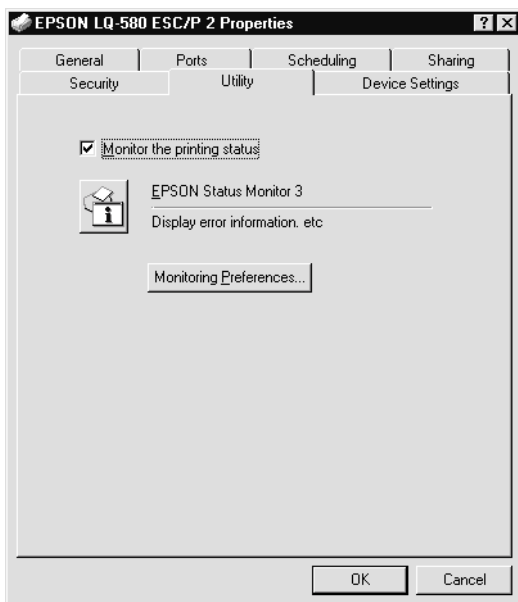 EPSON LQ-580 ESC/P 2 Properties
General Ports Scheduling Sharing
Security Utility Device Settings
Monitor the printing status
EPSON Status Monitor 3
Display error information. etc
Monitoring Preferences...
OK Cancel